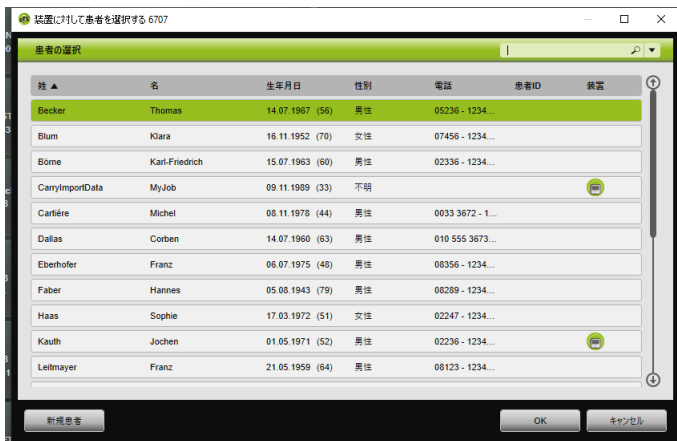 装置に対して患者を選択する 6707
患者の選択
姓 ▲ 名 生年月日 性別 電話 患者ID 装置
Becker Thomas 14.07.1967 (56) 男性 05236 - 1234...
Blum Klara 16.11.1952 (70) 女性 07456 - 1234...
Börne Karl-Friedrich 15.07.1963 (60) 男性 02336 - 1234...
CarryImportData MyJob 09.11.1989 (33) 不明
Cartiére Michel 08.11.1978 (44) 男性 0033 3672 - 1...
Dallas Corben 14.07.1960 (63) 男性 010 555 3673...
Eberhofer Franz 06.07.1975 (48) 男性 08356 - 1234...
Faber Hannes 05.08.1943 (79) 男性 08289 - 1234...
Haas Sophie 17.03.1972 (51) 女性 02247 - 1234...
Kauth Jochen 01.05.1971 (52) 男性 02236 - 1234...
Leitmayer Franz 21.05.1959 (64) 男性 08123 - 1234...
新規患者 OK キャンセル